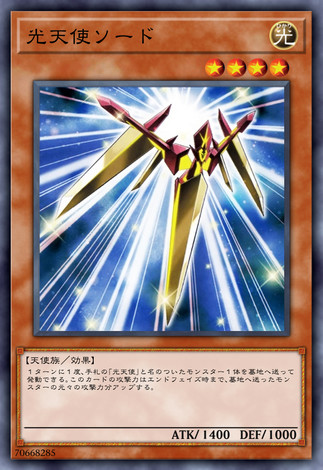 光天使ソード
光
【天使族／効果】
1ターンに1度、手札の「光天使」と名のついたモンスター1体を墓地へ送って
発動できる。このカードの攻撃力はエンドフェイズ時まで、墓地へ送ったモンス
ターの元々の攻撃力分アップする。
ATK/ 1400 DEF/ 1000
70668285